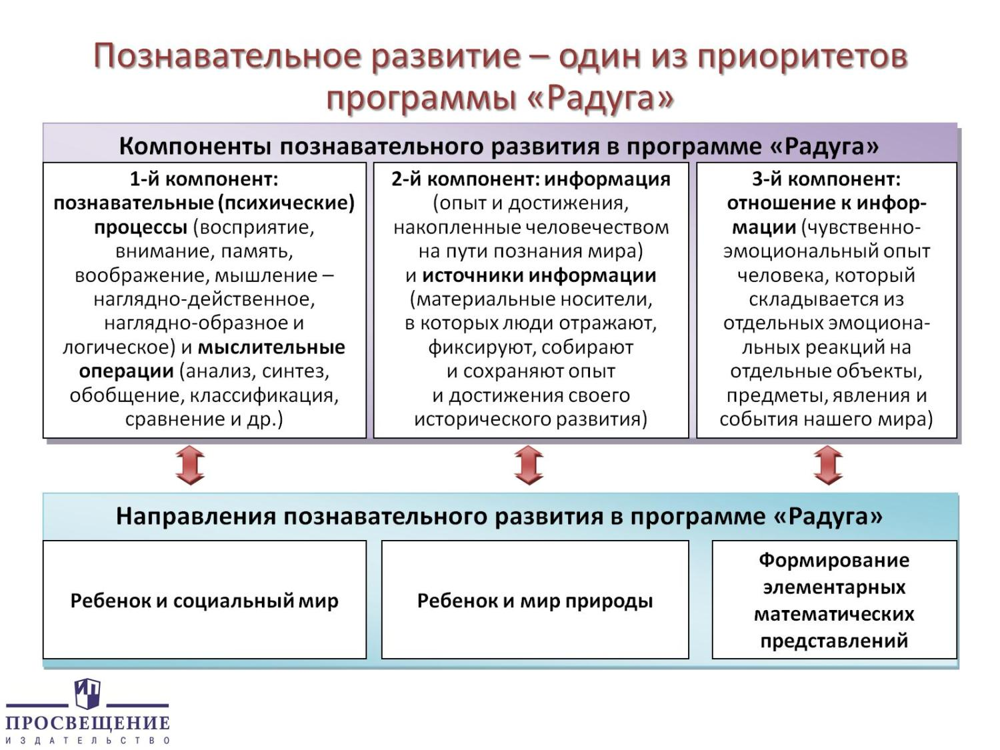 Познавательное развитие – один из приоритетов
программы «Радуга»
Компоненты познавательного развития в программе «Радуга»
1-й компонент:
познавательные (психические)
процессы (восприятие,
внимание, память,
воображение, мышление –
наглядно-действенное,
наглядно-образное и
логическое) и мыслительные
операции (анализ, синтез,
обобщение, классификация,
сравнение и др.)
2-й компонент: информация
(опыт и достижения,
накопленные человечеством
на пути познания мира)
и источники информации
(материальные носители,
в которых люди отражают,
фиксируют, собирают
и сохраняют опыт
и достижения своего
исторического развития)
3-й компонент:
отношение к инфор-
мации (чувственно-
эмоциональный опыт
человека, который
складывается из
отдельных эмоциона-
льных реакций на
отдельные объекты,
предметы, явления и
события нашего мира)
Направления познавательного развития в программе «Радуга»
Ребенок и социальный мир
Ребенок и мир природы
Формирование
элементарных
математических
представлений
ИП
ПРОСВЕЩЕНИЕ
ИЗДАТЕЛЬСТВО